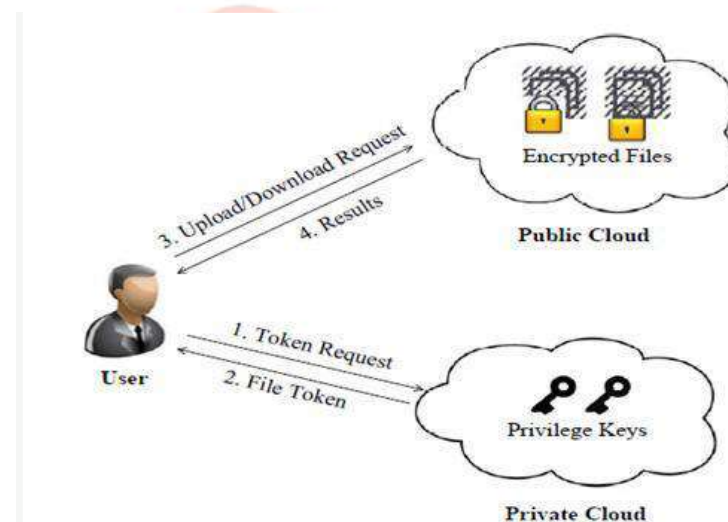 Encrypted Files
Public Cloud
3. Upload/Download Request
4. Results
User
1. Token Request
2. File Token
Privilege Keys
Private Cloud